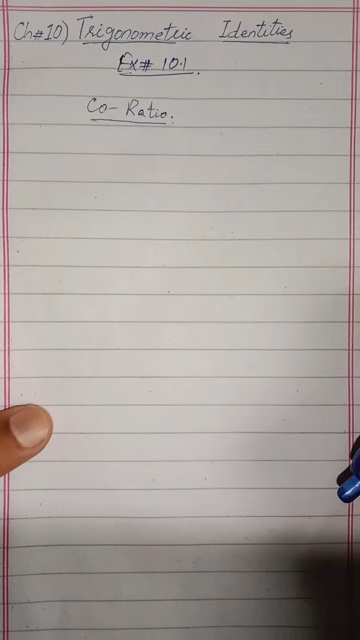 Ch#10) Trigonometric Identities
Ex# 10.1.
Co-Ratio.